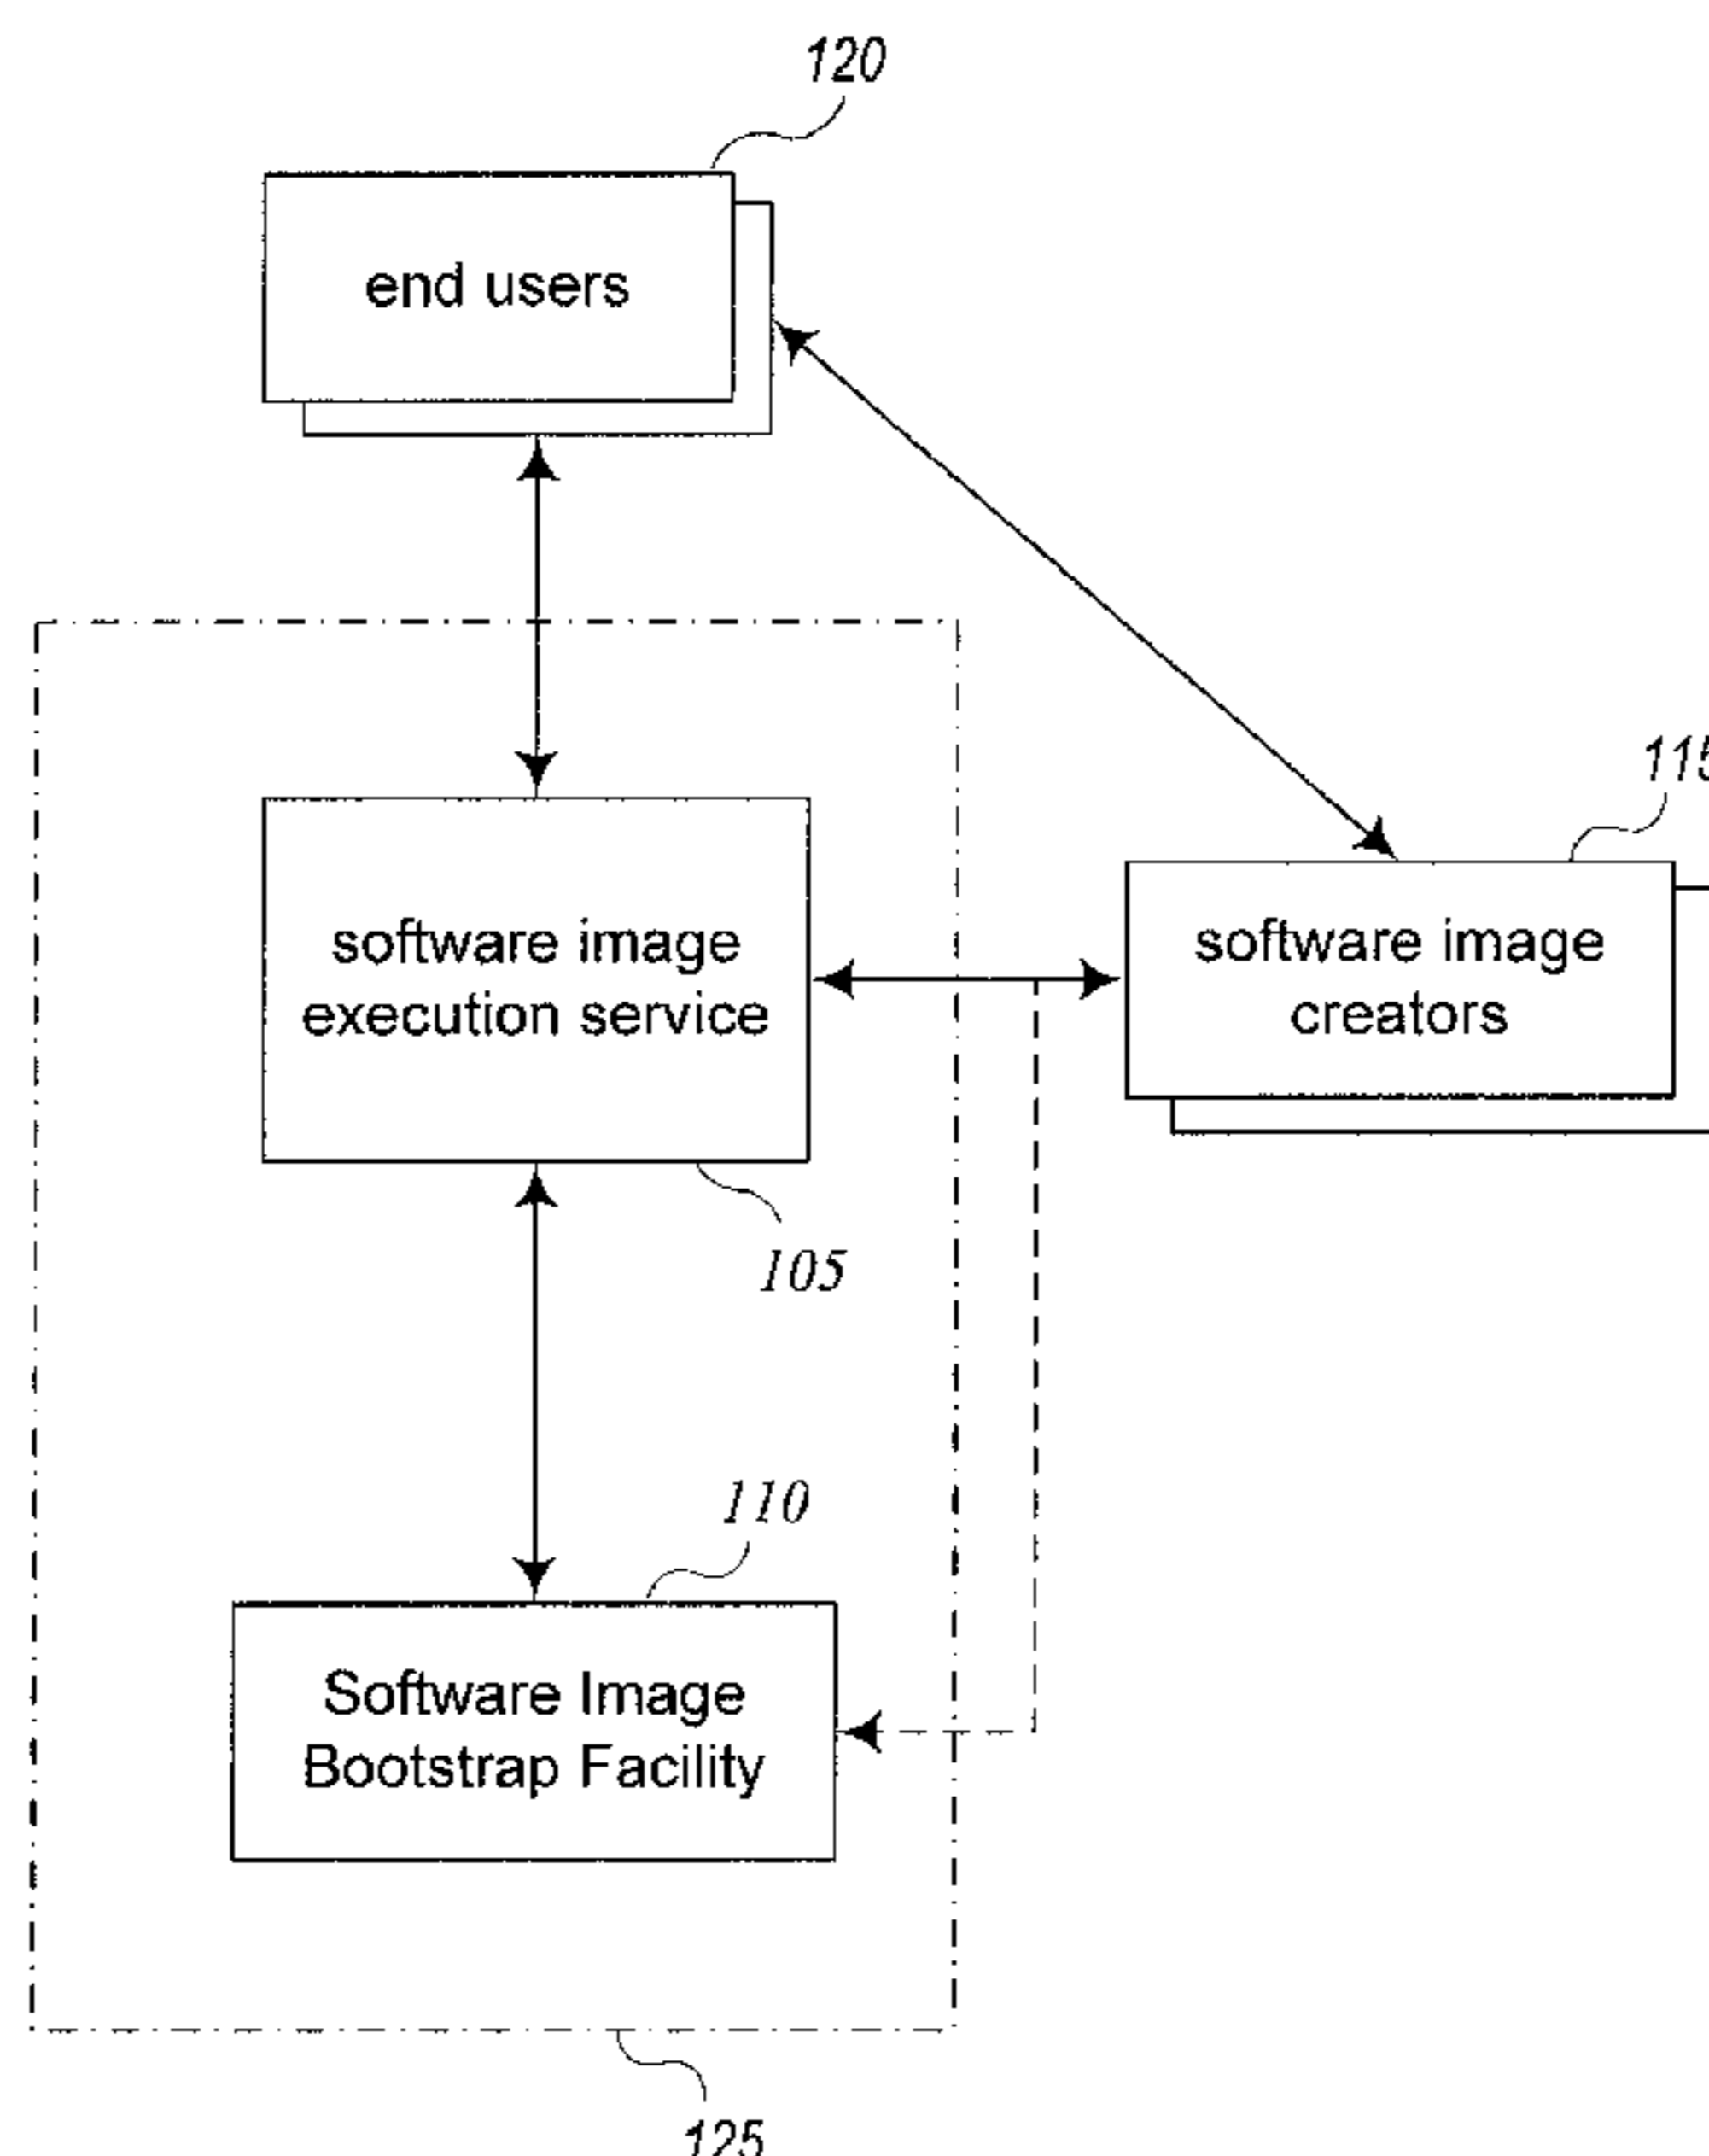 120
end users
115
software image
execution service
software image
creators
105
110
Software Image
Bootstrap Facility
125